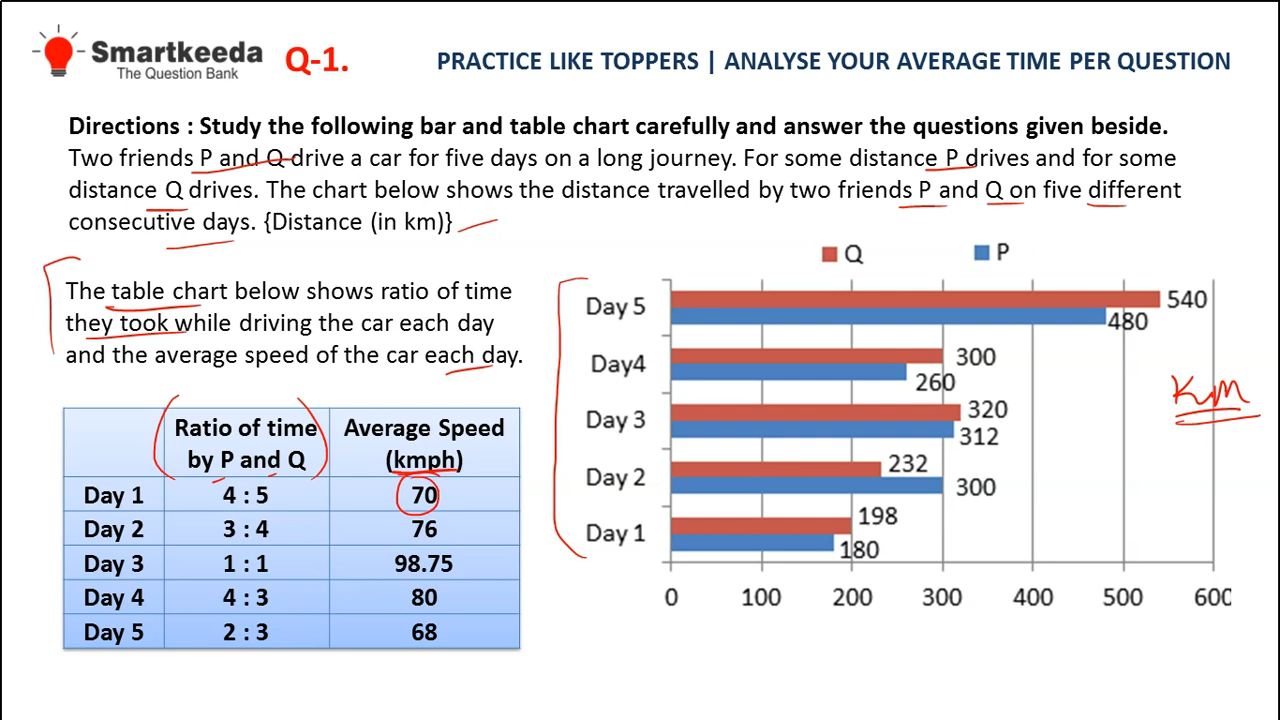 Smartkeeda
The Question Bank
Q-1.
PRACTICE LIKE TOPPERS | ANALYSE YOUR AVERAGE TIME PER QUESTION
Directions : Study the following bar and table chart carefully and answer the questions given beside.
Two friends P and Q drive a car for five days on a long journey. For some distance P drives and for some
distance Q drives. The chart below shows the distance travelled by two friends P and Q on five different
consecutive days. {Distance (in km)}
The table chart below shows ratio of time
they took while driving the car each day
and the average speed of the car each day.
Ratio of time
by P and Q
Average Speed
(kmph)
Day 1 4 : 5 70
Day 2 3 : 4 76
Day 3 1 : 1 98.75
Day 4 4 : 3 80
Day 5 2 : 3 68
Q P
Day 5 540
480
Day4 300
260
Day 3 320
312
Day 2 232
300
Day 1 198
180
0 100 200 300 400 500 600
KM